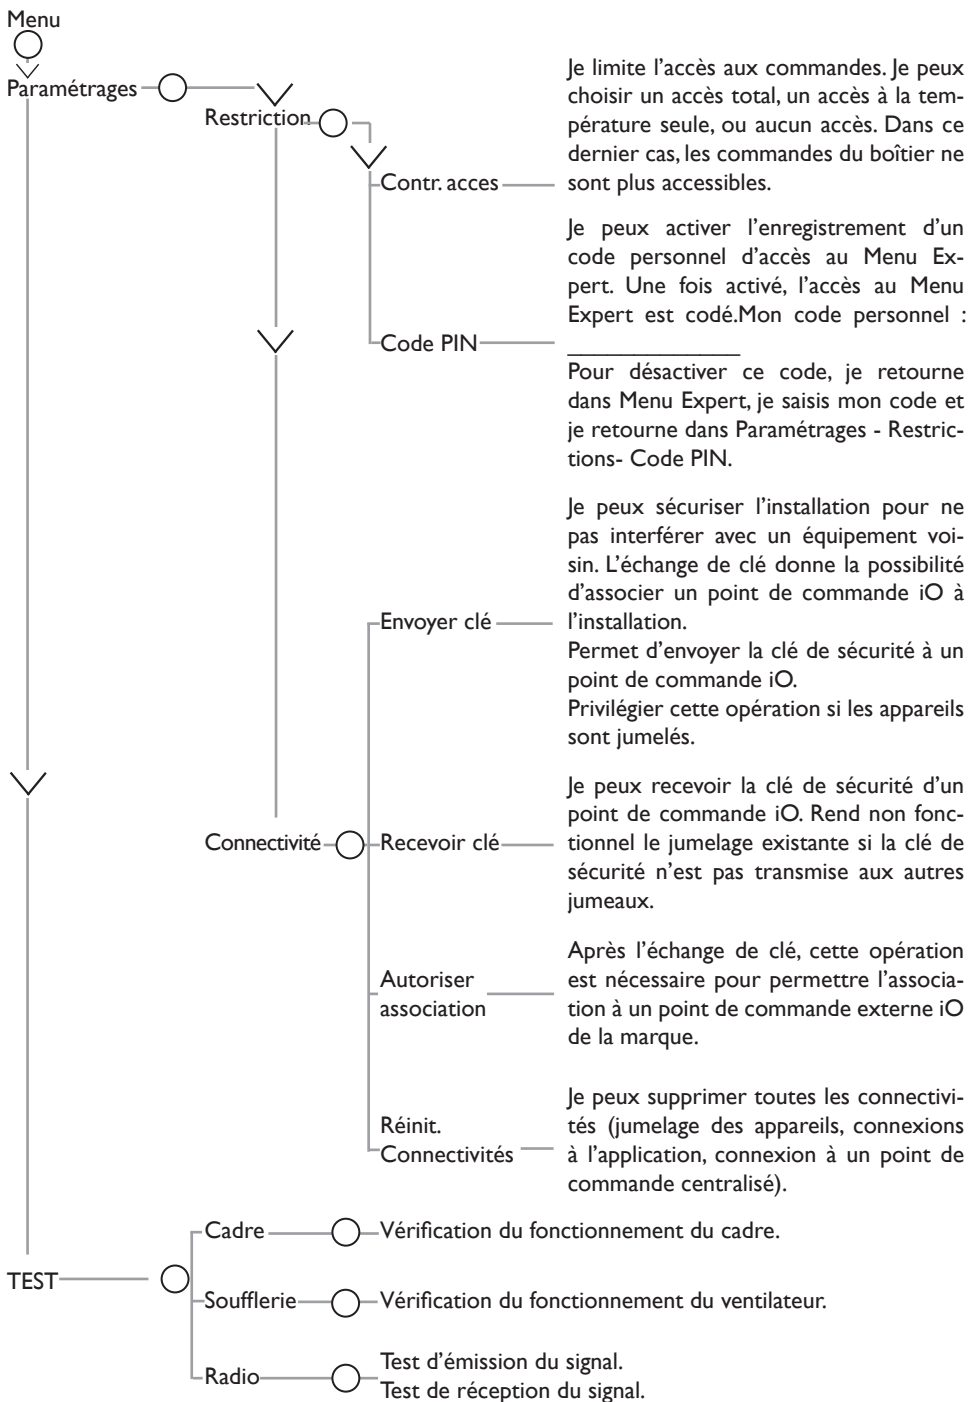 Menu
Paramétrages
Restriction
Contr. acces
Je limite l’accès aux commandes. Je peux
choisir un accès total, un accès à la tem-
pérature seule, ou aucun accès. Dans ce
dernier cas, les commandes du boîtier ne
sont plus accessibles.
Code PIN
Je peux activer l’enregistrement d’un
code personnel d’accès au Menu Ex-
pert. Une fois activé, l’accès au Menu
Expert est codé.Mon code personnel :
______________
Pour désactiver ce code, je retourne
dans Menu Expert, je saisis mon code et
je retourne dans Paramétrages - Restric-
tions- Code PIN.
Connectivité
Envoyer clé
Je peux sécuriser l’installation pour ne
pas interférer avec un équipement voi-
sin. L’échange de clé donne la possibilité
d’associer un point de commande iO à
l’installation.
Permet d’envoyer la clé de sécurité à un
point de commande iO.
Privilégier cette opération si les appareils
sont jumelés.
Recevoir clé
Je peux recevoir la clé de sécurité d’un
point de commande iO. Rend non fonc-
tionnel le jumelage existante si la clé de
sécurité n’est pas transmise aux autres
jumeaux.
Autoriser
association
Après l’échange de clé, cette opération
est nécessaire pour permettre l’associa-
tion à un point de commande externe iO
de la marque.
Réinit.
Connectivités
Je peux supprimer toutes les connectivi-
tés (jumelage des appareils, connexions
à l’application, connexion à un point de
commande centralisé).
TEST
Cadre
Vérification du fonctionnement du cadre.
Soufflerie
Vérification du fonctionnement du ventilateur.
Radio
Test d’émission du signal.
Test de réception du signal.